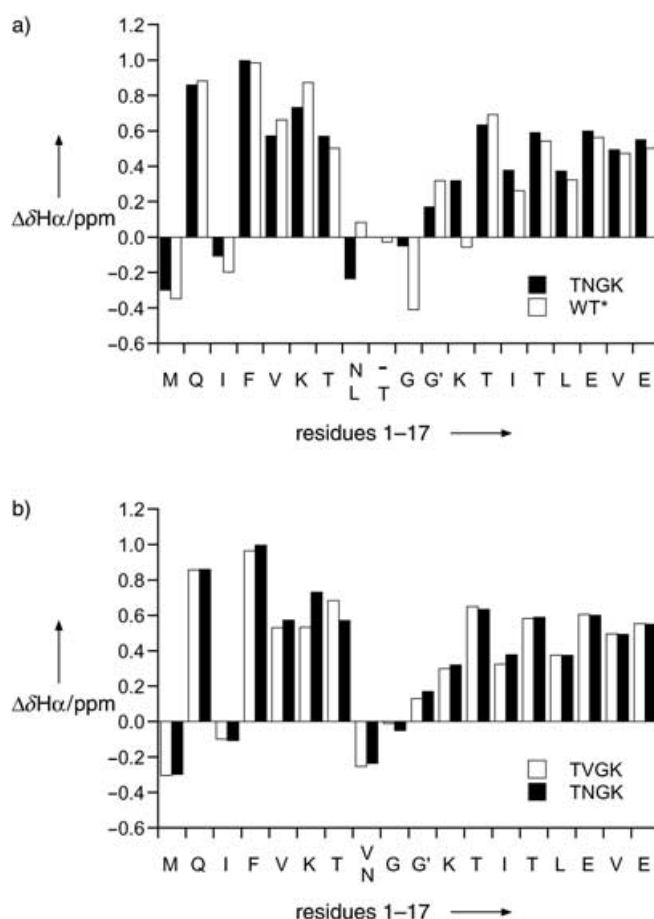 a)
1.2
1.0
0.8
0.6
0.4
0.2
0.0
−0.2
−0.4
−0.6
ΔδHα/ppm
TNGK
WT*
N –
M Q I F V K T L T G G' K T I T L E V E
residues 1–17
b)
1.2
1.0
0.8
0.6
0.4
0.2
0.0
−0.2
−0.4
−0.6
ΔδHα/ppm
TVGK
TNGK
V
M Q I F V K T N G G' K T I T L E V E
residues 1–17